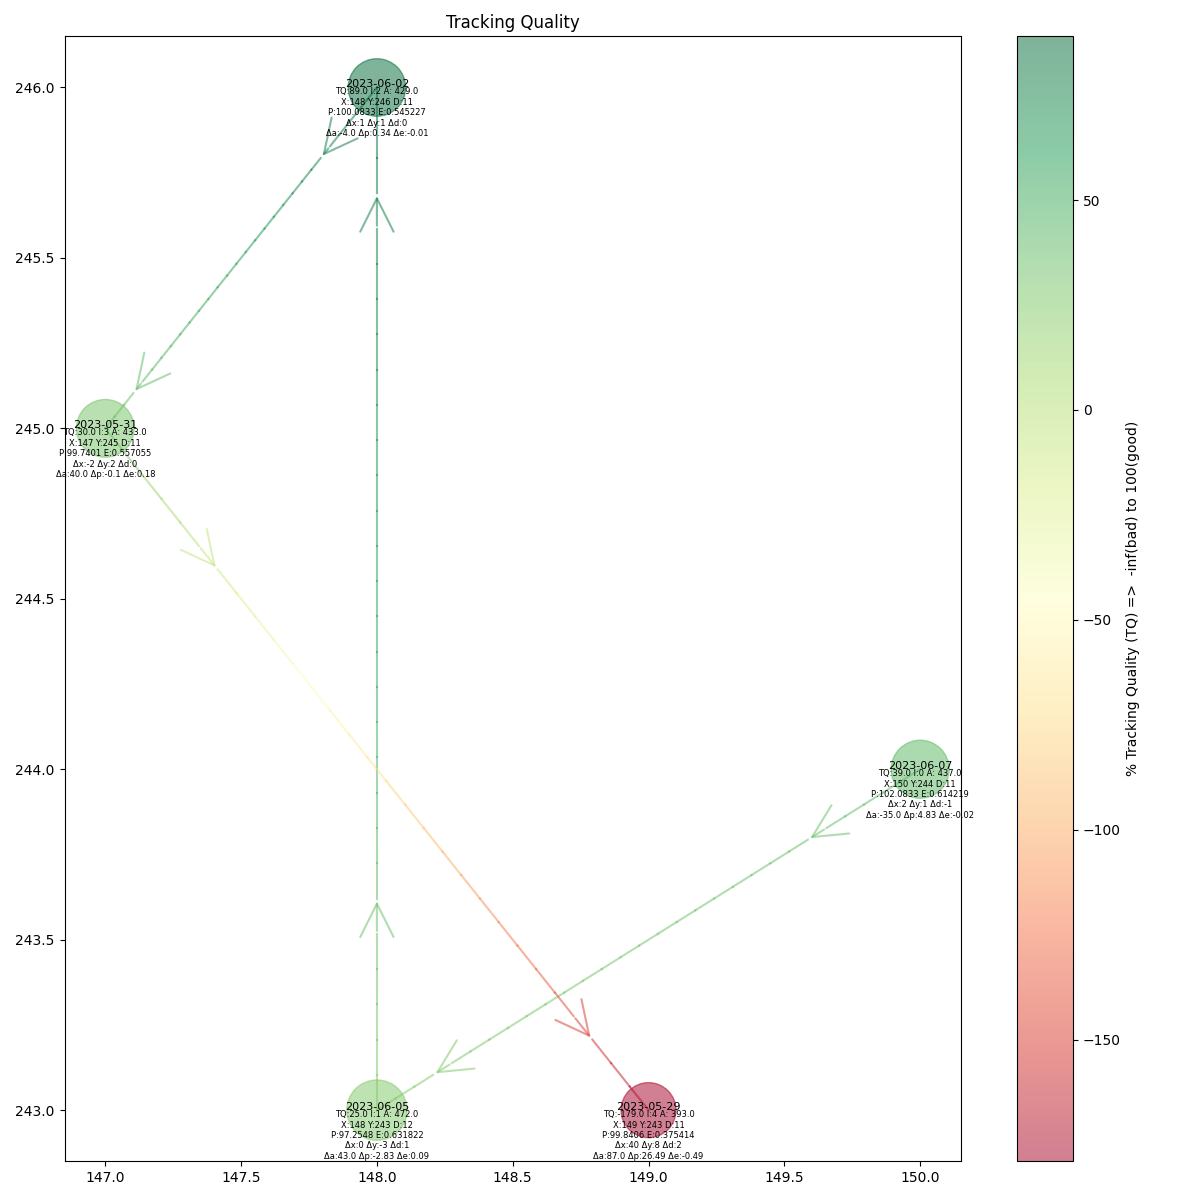 Tracking Quality
246.0
245.5
245.0
244.5
244.0
243.5
243.0
2023-06-02
TQ:89.0 I:2 A: 429.0
X:148 Y:246 D:11
P:100.0833 E:0.545227
Δx:1 Δy:1 Δd:0
Δa:-4.0 Δp:0.34 Δe:-0.01
2023-05-31
TQ:30.0 I:3 A: 433.0
X:147 Y:245 D:11
P:99.7401 E:0.557055
Δx:-2 Δy:2 Δd:0
Δa:40.0 Δp:-0.1 Δe:0.18
2023-06-07
TQ:39.0 I:0 A: 437.0
X:150 Y:244 D:11
P:102.0833 E:0.614219
Δx:2 Δy:1 Δd:-1
Δa:-35.0 Δp:4.83 Δe:-0.02
2023-06-05
TQ:25.0 I:1 A: 472.0
X:148 Y:243 D:12
P:97.2548 E:0.631822
Δx:0 Δy:-3 Δd:1
Δa:43.0 Δp:-2.83 Δe:0.09
2023-05-29
TQ:-179.0 I:4 A: 393.0
X:149 Y:243 D:11
P:99.8406 E:0.375414
Δx:40 Δy:8 Δd:2
Δa:87.0 Δp:26.49 Δe:-0.49
147.0
147.5
148.0
148.5
149.0
149.5
150.0
50
0
−50
−100
−150
% Tracking Quality (TQ) => -inf(bad) to 100(good)